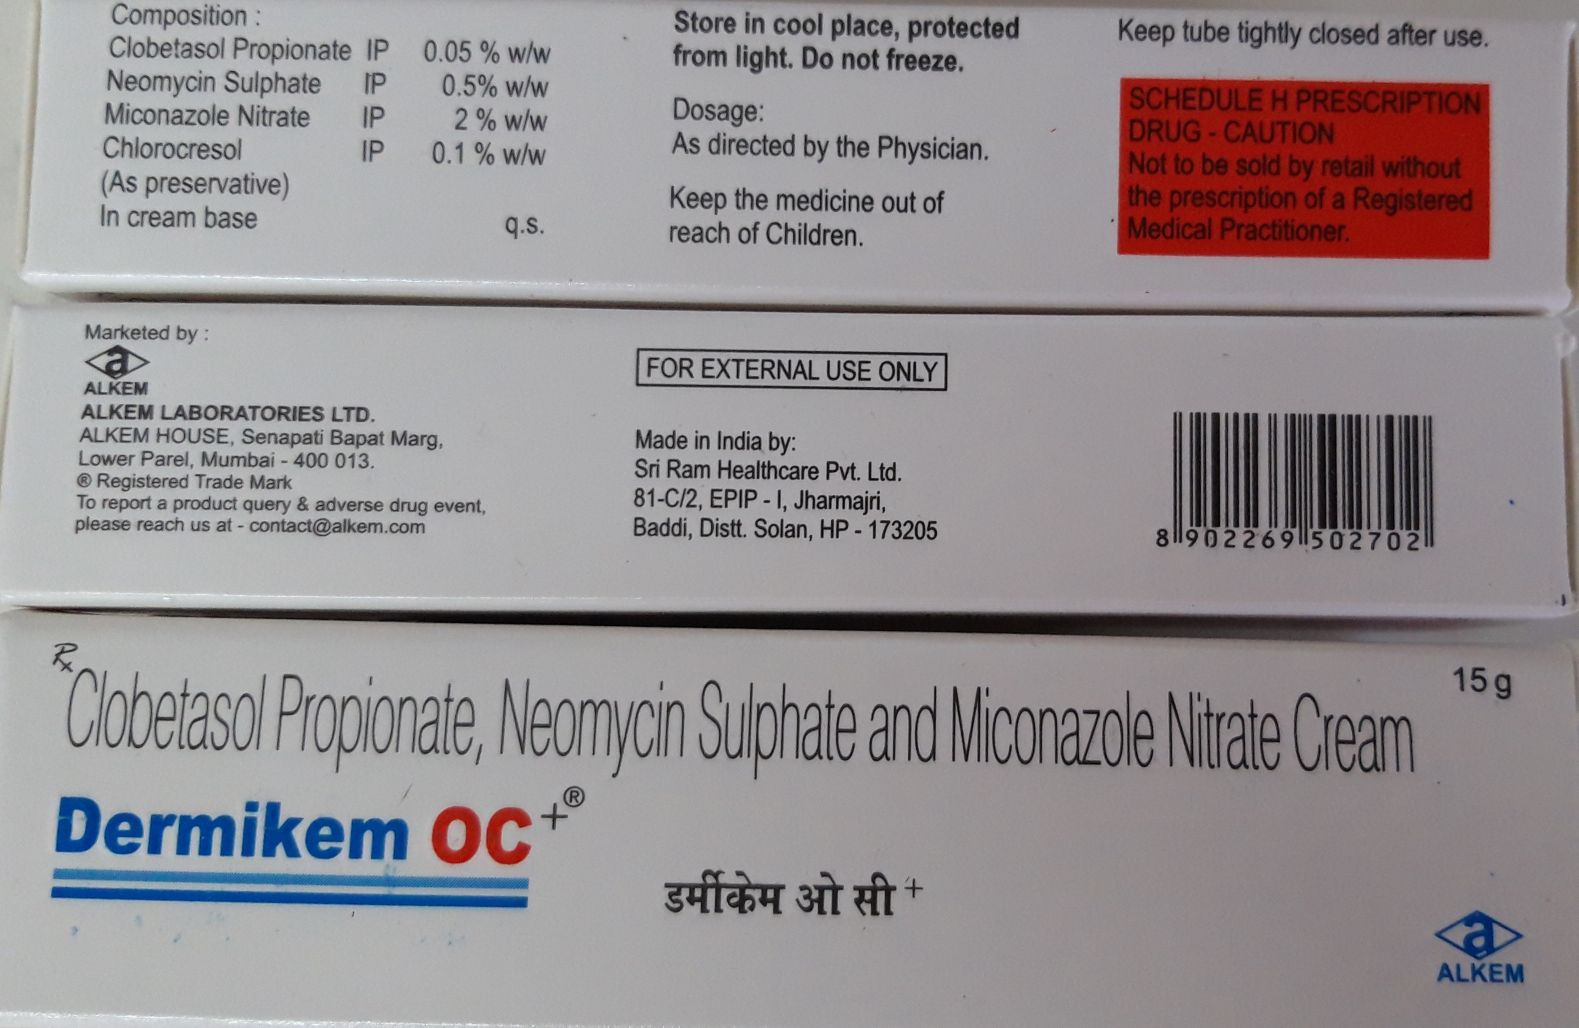 Composition :
Clobetasol Propionate IP 0.05 % w/w
Neomycin Sulphate IP 0.5% w/w
Miconazole Nitrate IP 2 % w/w
Chlorocresol IP 0.1 % w/w
(As preservative)
In cream base q.s.
Store in cool place, protected
from light. Do not freeze.
Dosage:
As directed by the Physician.
Keep the medicine out of
reach of Children.
Keep tube tightly closed after use.
SCHEDULE H PRESCRIPTION
DRUG - CAUTION
Not to be sold by retail without
the prescription of a Registered
Medical Practitioner.
Marketed by :
a
ALKEM
ALKEM LABORATORIES LTD.
ALKEM HOUSE, Senapati Bapat Marg,
Lower Parel, Mumbai - 400 013.
® Registered Trade Mark
To report a product query & adverse drug event,
please reach us at - contact@alkem.com
FOR EXTERNAL USE ONLY
Made in India by:
Sri Ram Healthcare Pvt. Ltd.
81-C/2, EPIP - I, Jharmajri,
Baddi, Distt. Solan, HP - 173205
8 902269 502702
Rx
Clobetasol Propionate, Neomycin Sulphate and Miconazole Nitrate Cream
15 g
Dermikem OC+®
डर्मीकेम ओ सी+
a
ALKEM